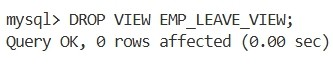 mysql> DROP VIEW EMP_LEAVE_VIEW;
Query OK, 0 rows affected (0.00 sec)